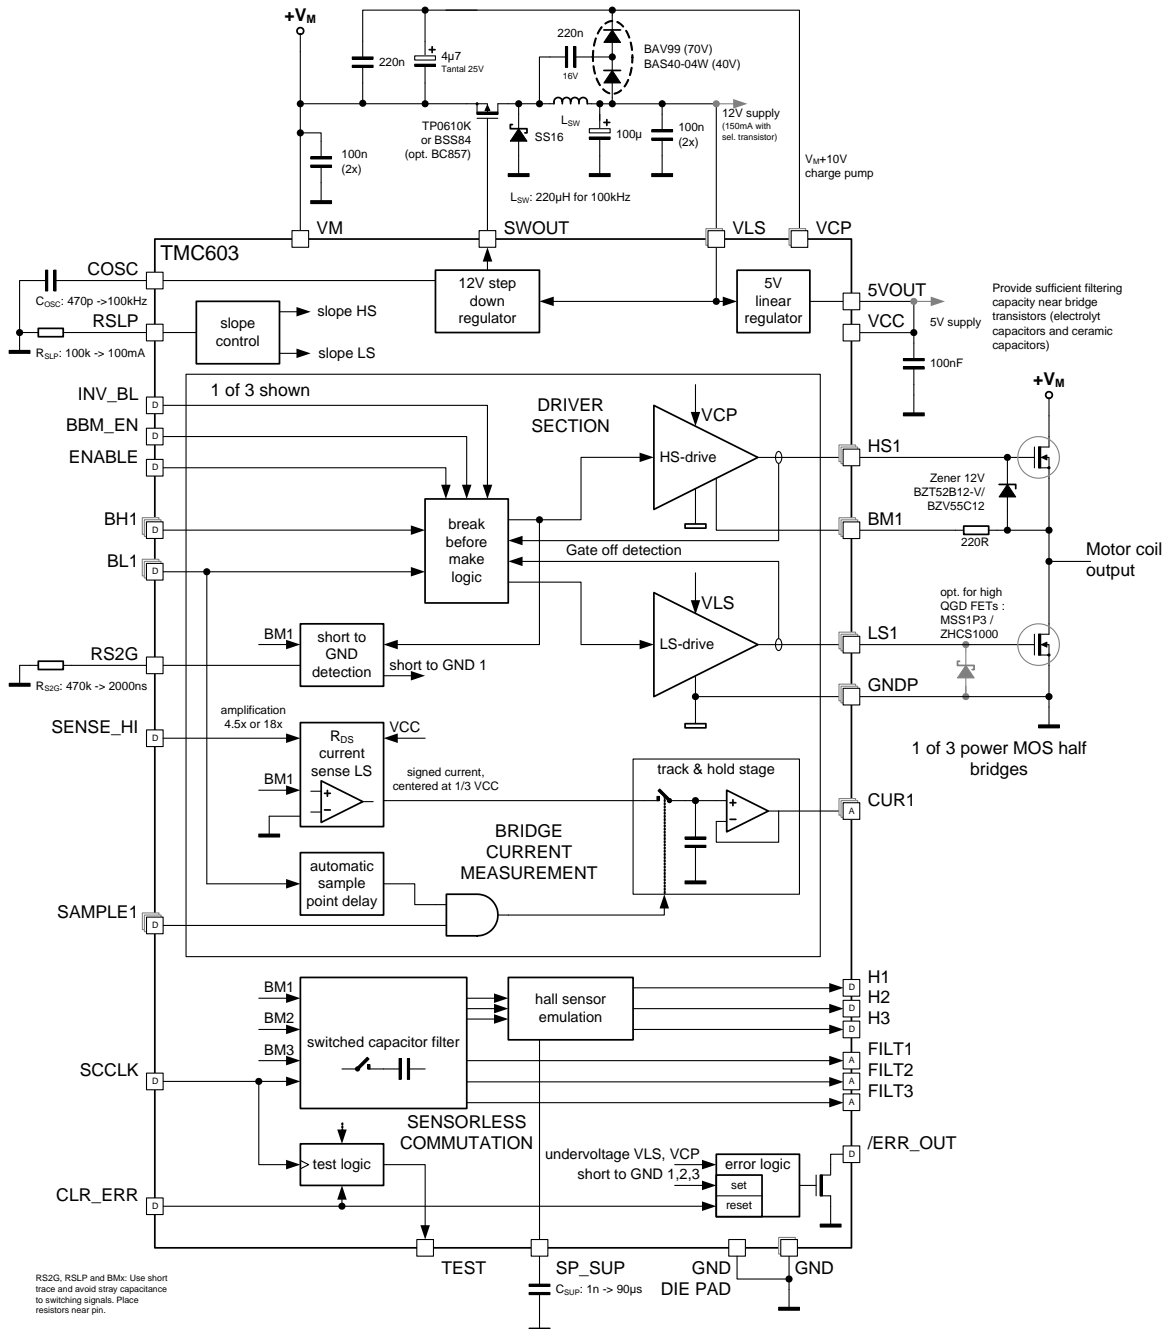 +VM
220n
4µ7
Tantal 25V
220n
16V
BAV99 (70V)
BAS40-04W (40V)
TP0610K
or BSS84
(opt. BC857)
SS16
LSW
100µ
100n
(2x)
12V supply
(150mA with
sel. transistor)
100n
(2x)
LSW: 220µH for 100kHz
VM+10V
charge pump
VM
SWOUT
VLS
VCP
TMC603
COSC
COSC: 470p ->100kHz
12V step
down
regulator
5V
linear
regulator
5VOUT
5V supply
VCC
100nF
Provide sufficient filtering
capacity near bridge
transistors (electrolyt
capacitors and ceramic
capacitors)
RSLP
RSLP: 100k -> 100mA
slope
control
slope HS
slope LS
1 of 3 shown
INV_BL
D
BBM_EN
D
ENABLE
D
BH1
D
BL1
D
DRIVER
SECTION
VCP
HS-drive
break
before
make
logic
Gate off detection
VLS
LS-drive
+VM
HS1
Zener 12V
BZT52B12-V/
BZV55C12
BM1
220R
Motor coil
output
opt. for high
QGD FETs :
MSS1P3 /
ZHCS1000
LS1
GNDP
1 of 3 power MOS half
bridges
RS2G
RS2G: 470k -> 2000ns
BM1
short to
GND
detection
short to GND 1
SENSE_HI
D
amplification
4.5x or 18x
RDS
current
sense LS
+
-
VCC
BM1
signed current,
centered at 1/3 VCC
track & hold stage
+
-
CUR1
A
BRIDGE
CURRENT
MEASUREMENT
automatic
sample
point delay
SAMPLE1
D
BM1
BM2
BM3
switched capacitor filter
hall sensor
emulation
H1
D
H2
D
H3
D
FILT1
A
FILT2
A
FILT3
A
SCCLK
D
SENSORLESS
COMMUTATION
test logic
CLR_ERR
D
undervoltage VLS, VCP
short to GND 1,2,3
error logic
set
reset
/ERR_OUT
D
TEST
SP_SUP
CSUP: 1n -> 90µs
GND
DIE PAD
GND
RS2G, RSLP and BMx: Use short
trace and avoid stray capacitance
to switching signals. Place
resistors near pin.